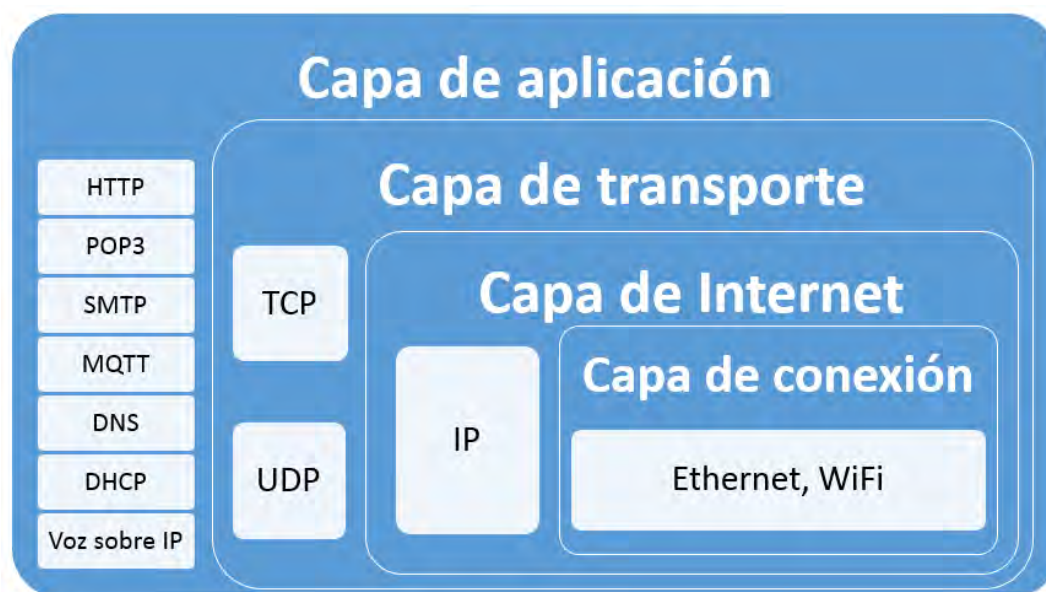 Capa de aplicación
HTTP
POP3
SMTP
MQTT
DNS
DHCP
Voz sobre IP
Capa de transporte
TCP
UDP
Capa de Internet
IP
Capa de conexión
Ethernet, WiFi